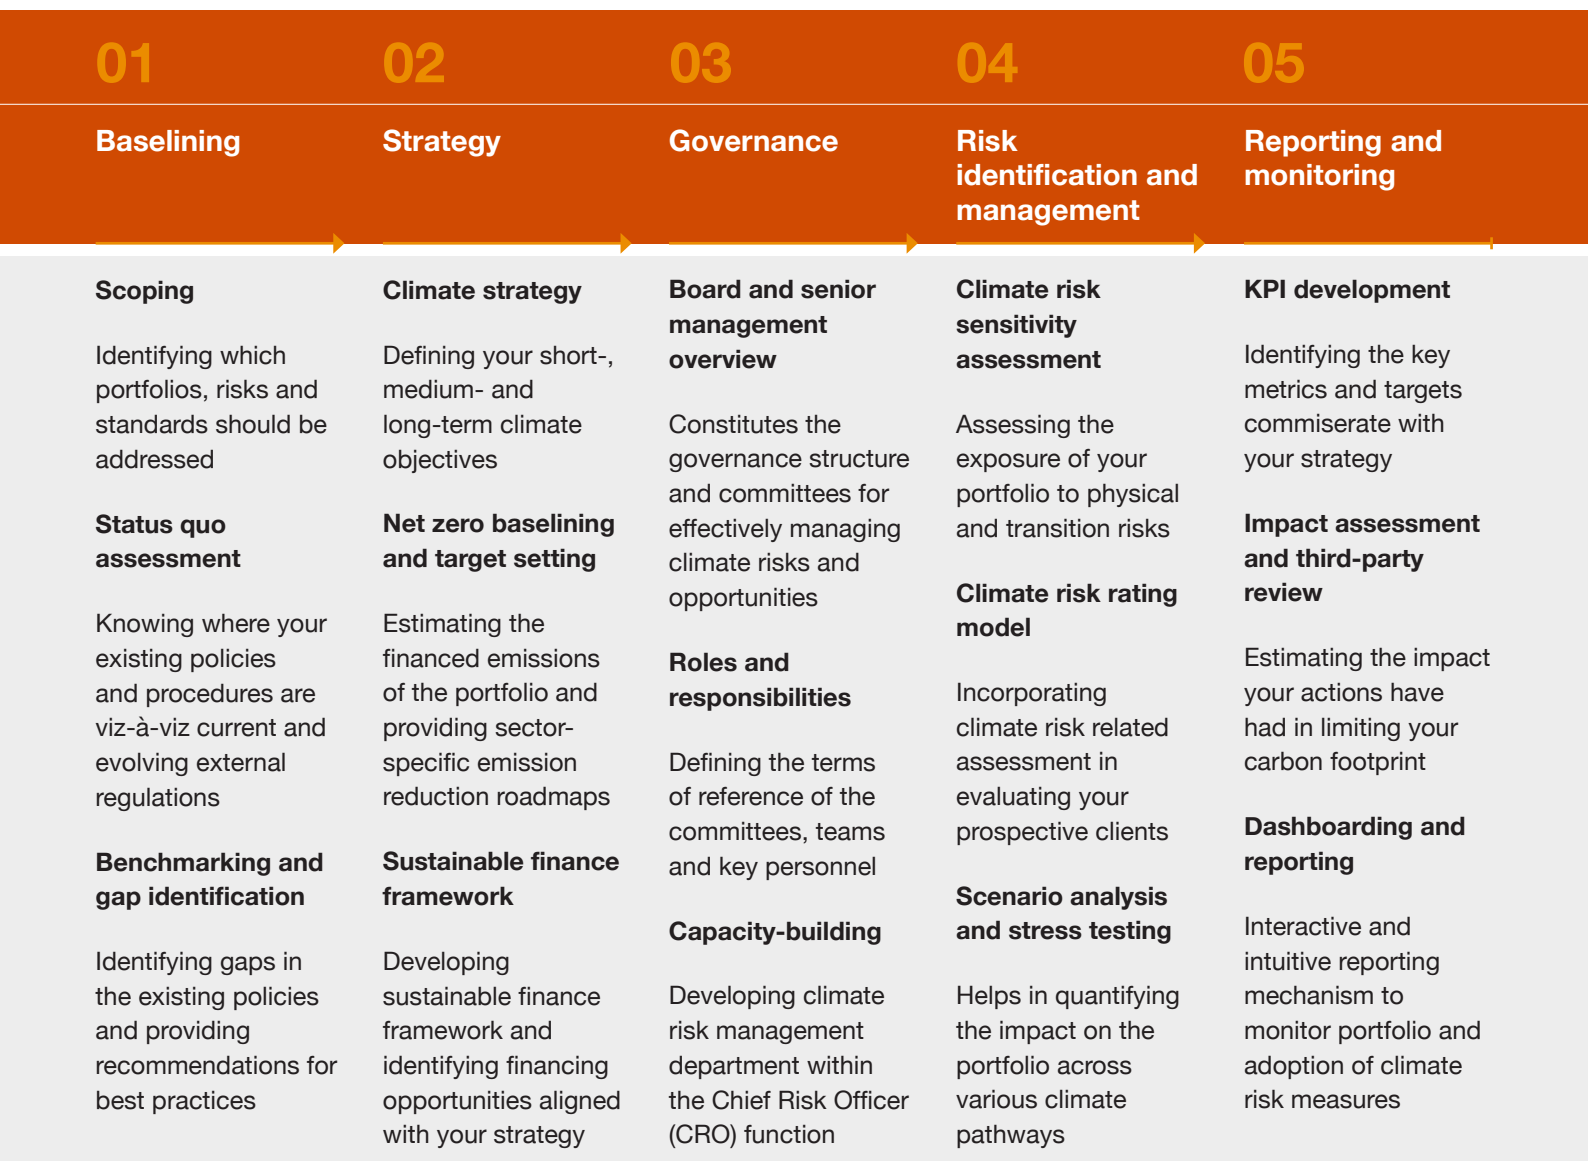 01
Baselining
Scoping
Identifying which
portfolios, risks and
standards should be
addressed
Status quo
assessment
Knowing where your
existing policies
and procedures are
viz-à-viz current and
evolving external
regulations
Benchmarking and
gap identification
Identifying gaps in
the existing policies
and providing
recommendations for
best practices
02
Strategy
Climate strategy
Defining your short-,
medium- and
long-term climate
objectives
Net zero baselining
and target setting
Estimating the
financed emissions
of the portfolio and
providing sector-
specific emission
reduction roadmaps
Sustainable finance
framework
Developing
sustainable finance
framework and
identifying financing
opportunities aligned
with your strategy
03
Governance
Board and senior
management
overview
Constitutes the
governance structure
and committees for
effectively managing
climate risks and
opportunities
Roles and
responsibilities
Defining the terms
of reference of the
committees, teams
and key personnel
Capacity-building
Developing climate
risk management
department within
the Chief Risk Officer
(CRO) function
04
Risk
identification and
management
Climate risk
sensitivity
assessment
Assessing the
exposure of your
portfolio to physical
and transition risks
Climate risk rating
model
Incorporating
climate risk related
assessment in
evaluating your
prospective clients
Scenario analysis
and stress testing
Helps in quantifying
the impact on the
portfolio across
various climate
pathways
05
Reporting and
monitoring
KPI development
Identifying the key
metrics and targets
commiserate with
your strategy
Impact assessment
and third-party
review
Estimating the impact
your actions have
had in limiting your
carbon footprint
Dashboarding and
reporting
Interactive and
intuitive reporting
mechanism to
monitor portfolio and
adoption of climate
risk measures